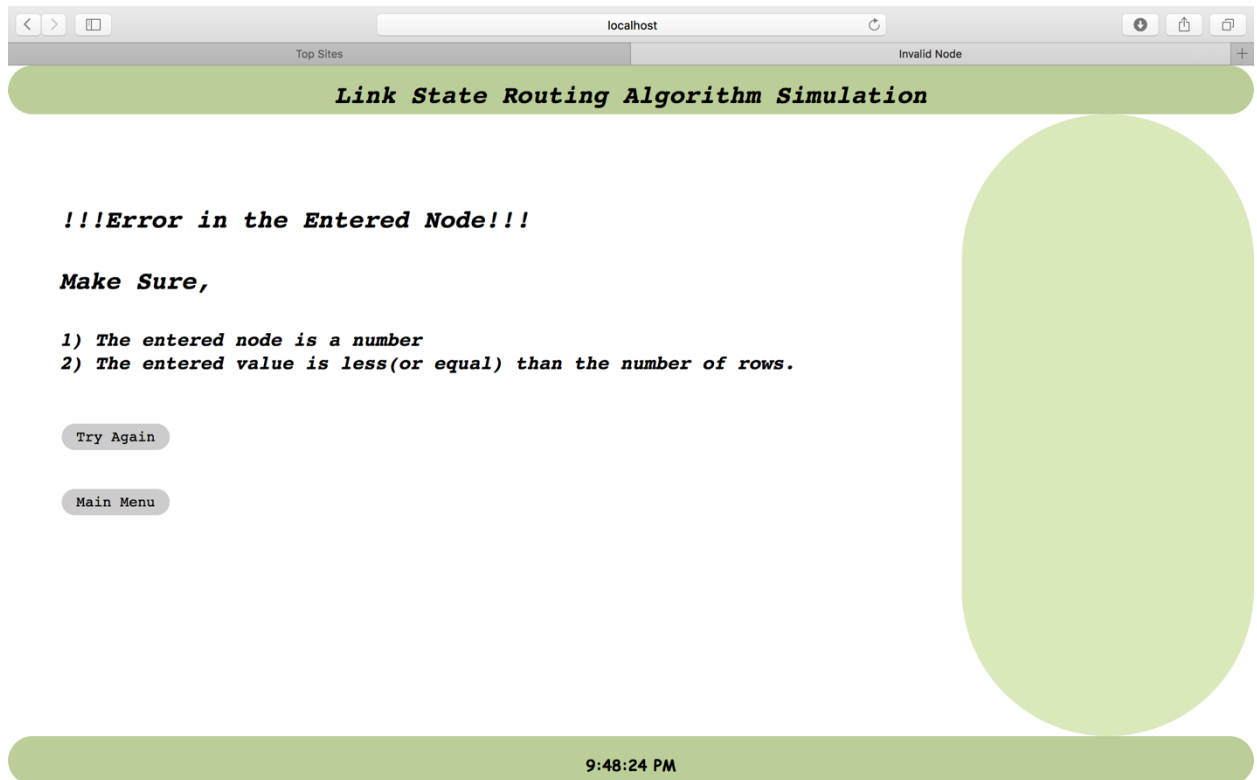 localhost
Top Sites
Invalid Node
Link State Routing Algorithm Simulation
!!!Error in the Entered Node!!!
Make Sure,
1) The entered node is a number
2) The entered value is less(or equal) than the number of rows.
Try Again
Main Menu
9:48:24 PM